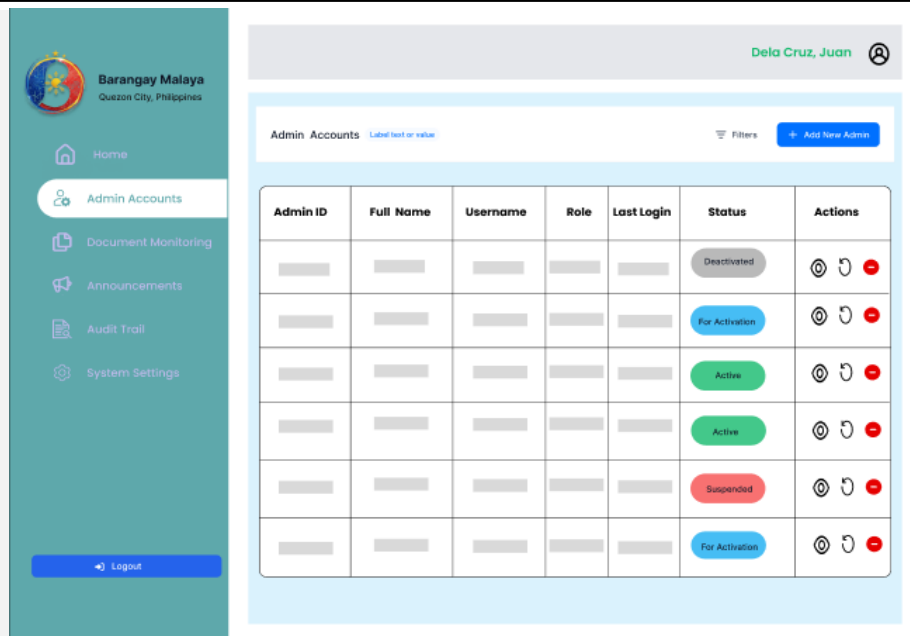 Dela Cruz, Juan
Barangay Malaya
Quezon City, Philippines
Home
Admin Accounts
Document Monitoring
Announcements
Audit Trail
System Settings
Logout
Admin Accounts Label text or value
Filters
+ Add New Admin
Admin ID Full Name Username Role Last Login Status Actions
Deactivated
For Activation
Active
Active
Suspended
For Activation